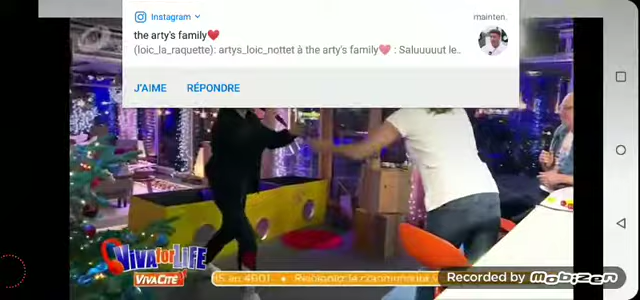 Instagram
mainten.
the arty's family❤️
(loic_la_raquette): artys_loic_nottet à the arty's family❤️ : Saluuuuut le..
J'AIME
RÉPONDRE
VIVA for LIFE
VIVACITÉ
Recorded by Mobizen